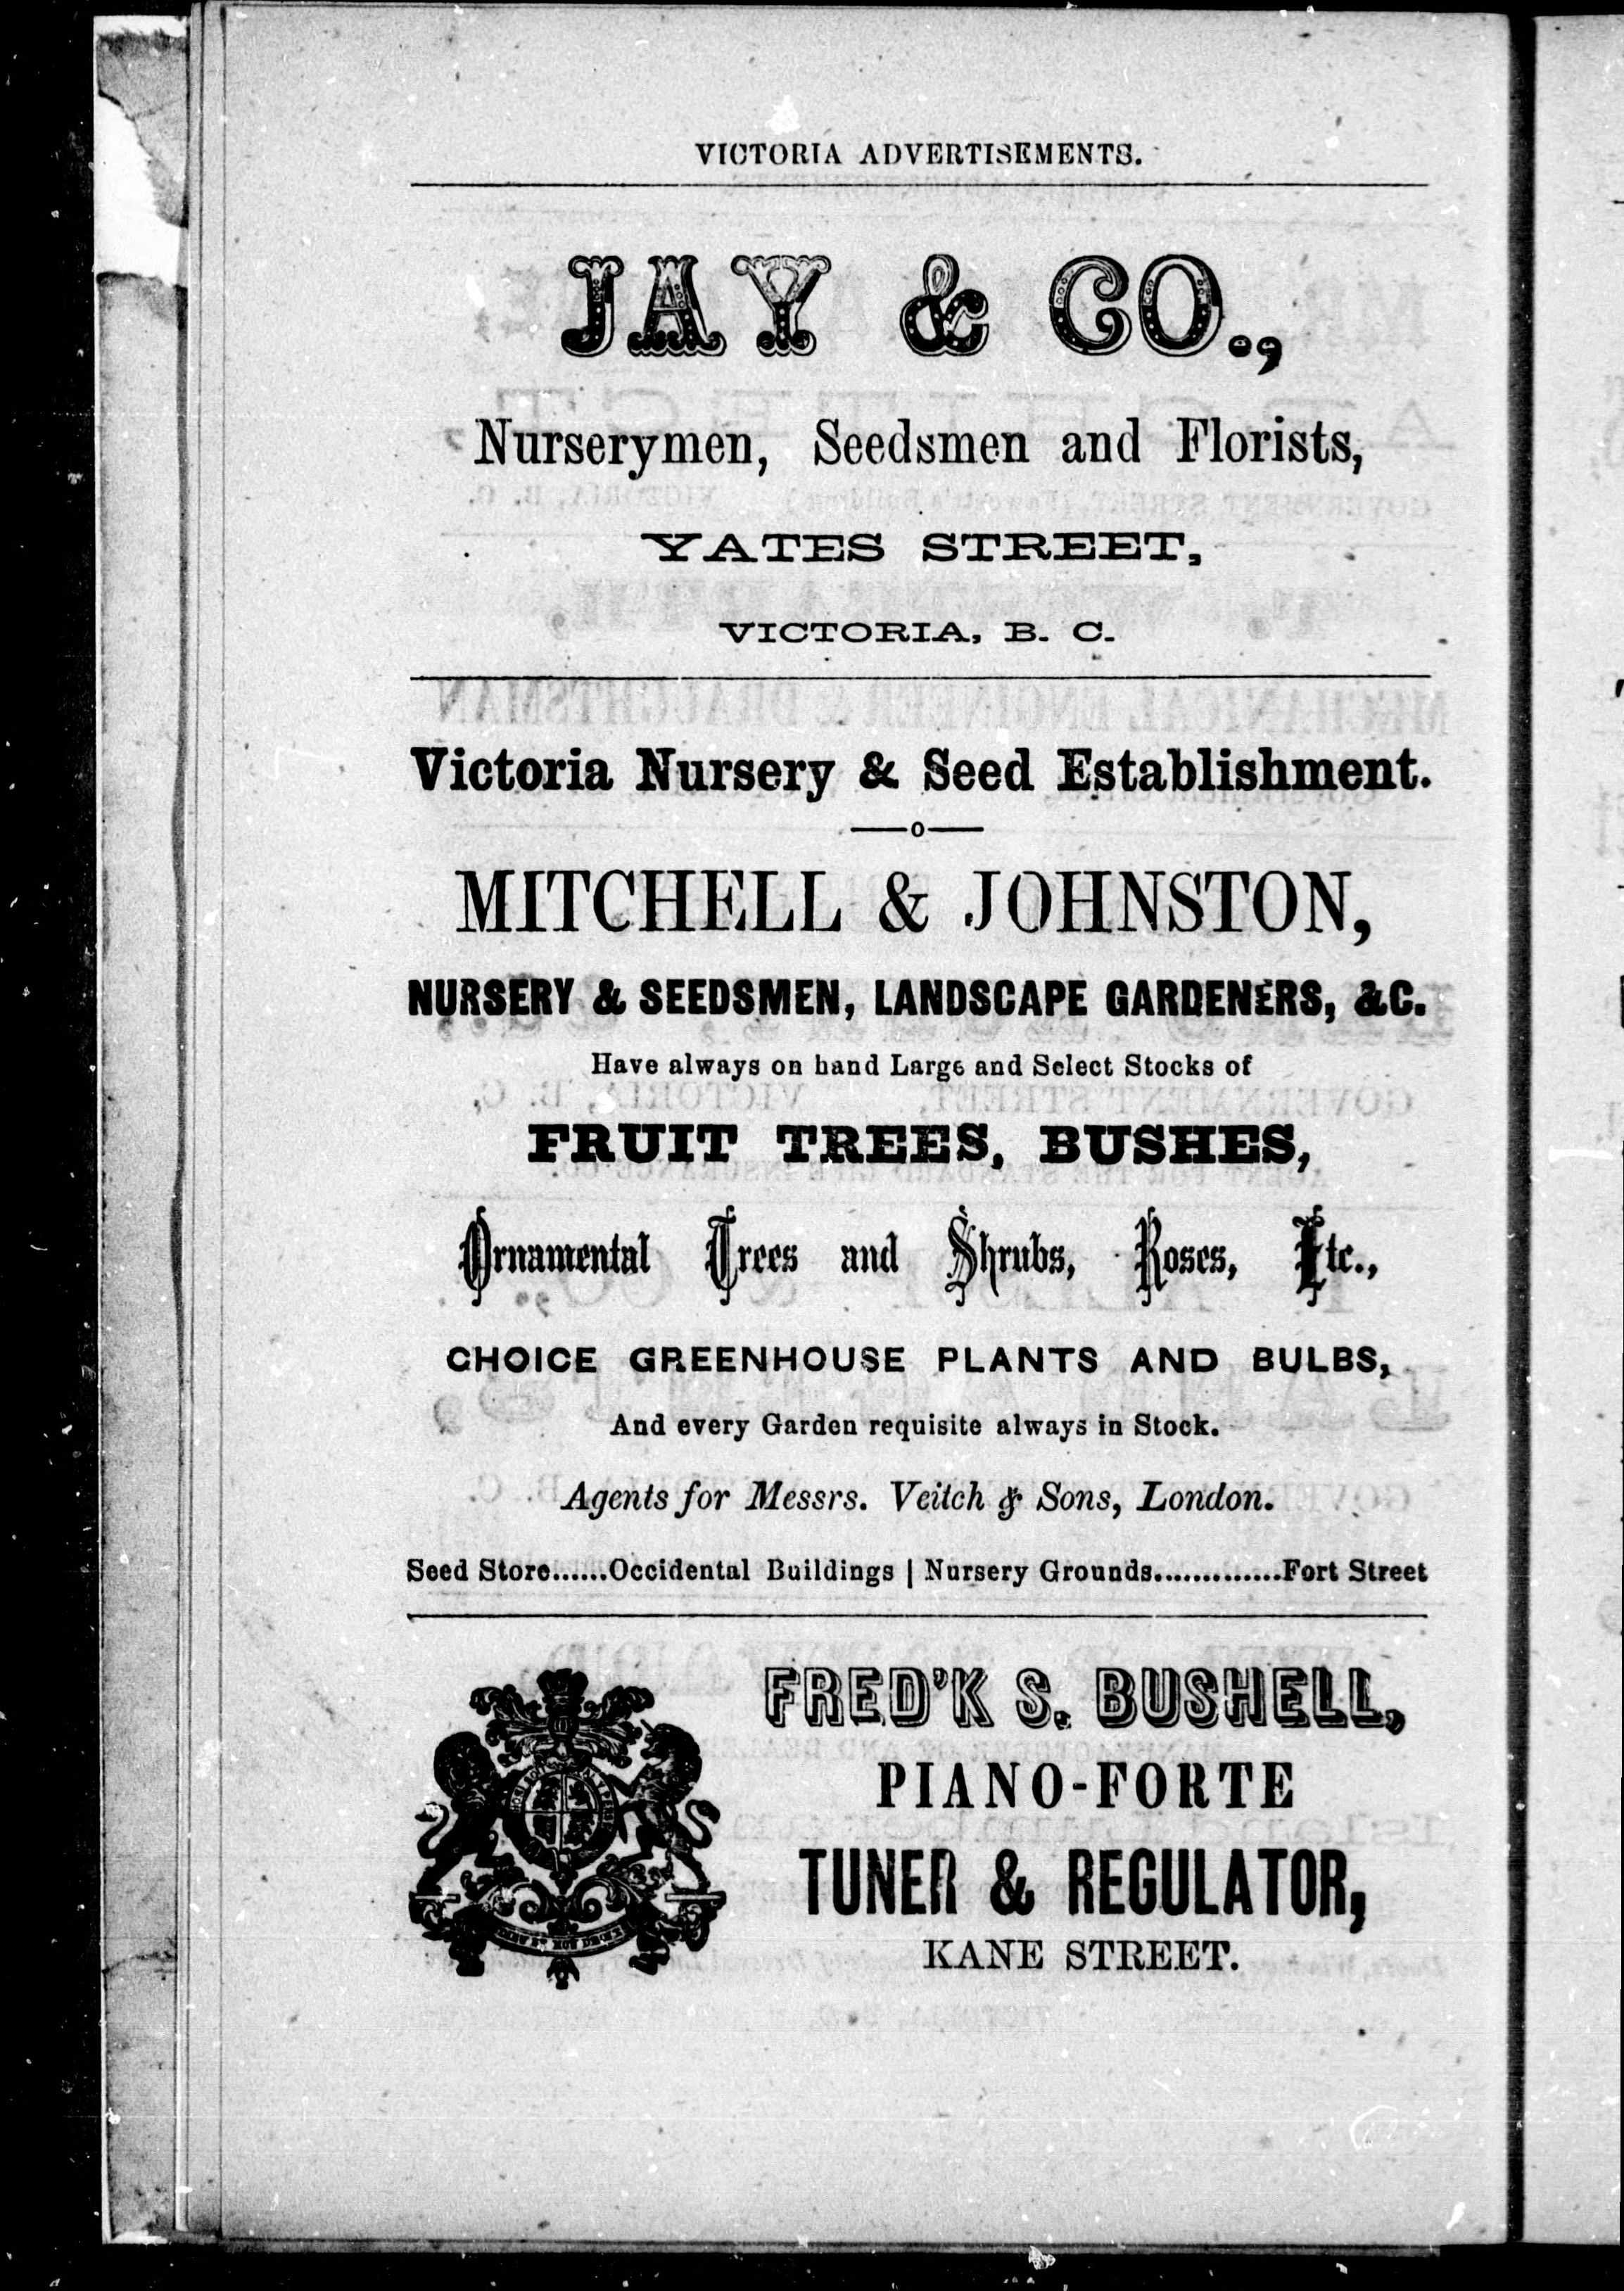 VICTORIA ADVERTISEMENTS.
JAY & CO.,
Nurserymen, Seedsmen and Florists,
YATES STREET,
VICTORIA, B. C.
Victoria Nursery & Seed Establishment.
——o——
MITCHELL & JOHNSTON,
NURSERY & SEEDSMEN, LANDSCAPE GARDENERS, &C.
Have always on hand Large and Select Stocks of
FRUIT TREES, BUSHES,
Ornamental Trees and Shrubs, Roses, Etc.,
CHOICE GREENHOUSE PLANTS AND BULBS,
And every Garden requisite always in Stock.
Agents for Messrs. Veitch & Sons, London.
Seed Store......Occidental Buildings | Nursery Grounds.............Fort Street
FRED'K S. BUSHELL,
PIANO-FORTE
TUNER & REGULATOR,
KANE STREET.